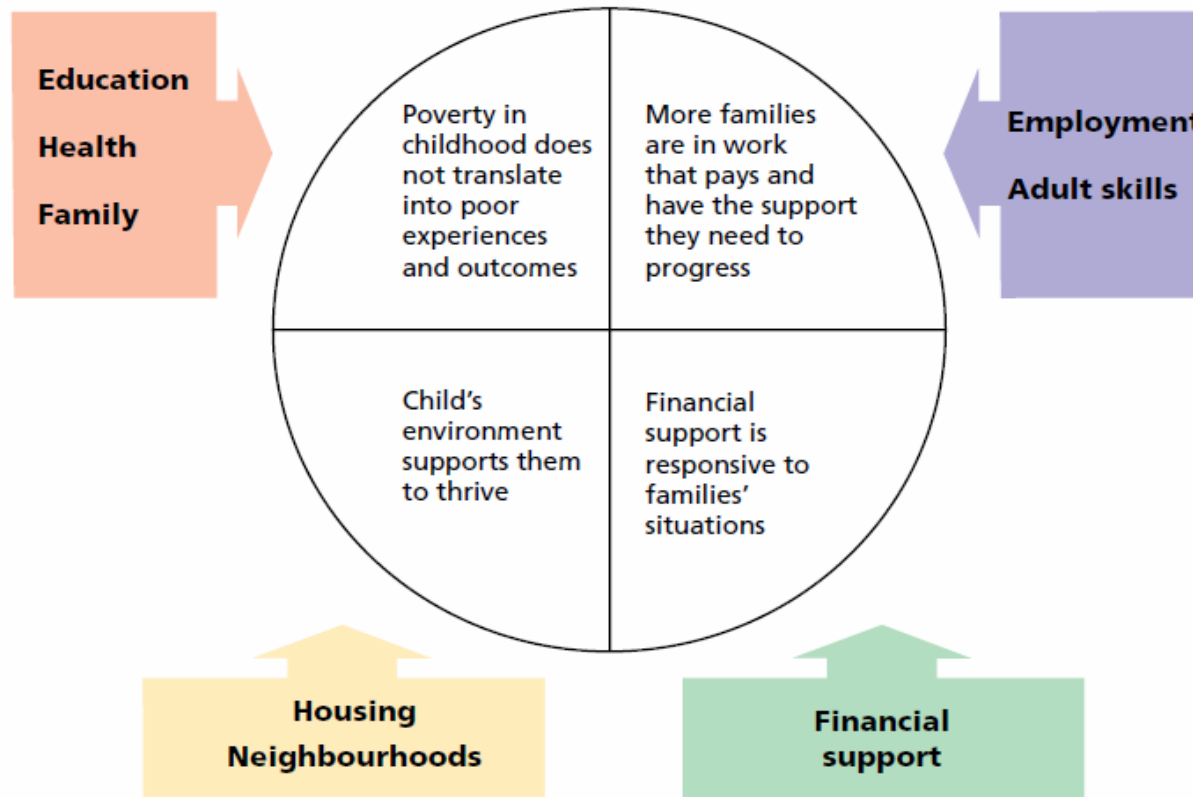 Education
Health
Family
Poverty in
childhood does
not translate
into poor
experiences
and outcomes
More families
are in work
that pays and
have the support
they need to
progress
Employment
Adult skills
Child’s
environment
supports them
to thrive
Financial
support is
responsive to
families’
situations
Housing
Neighbourhoods
Financial
support